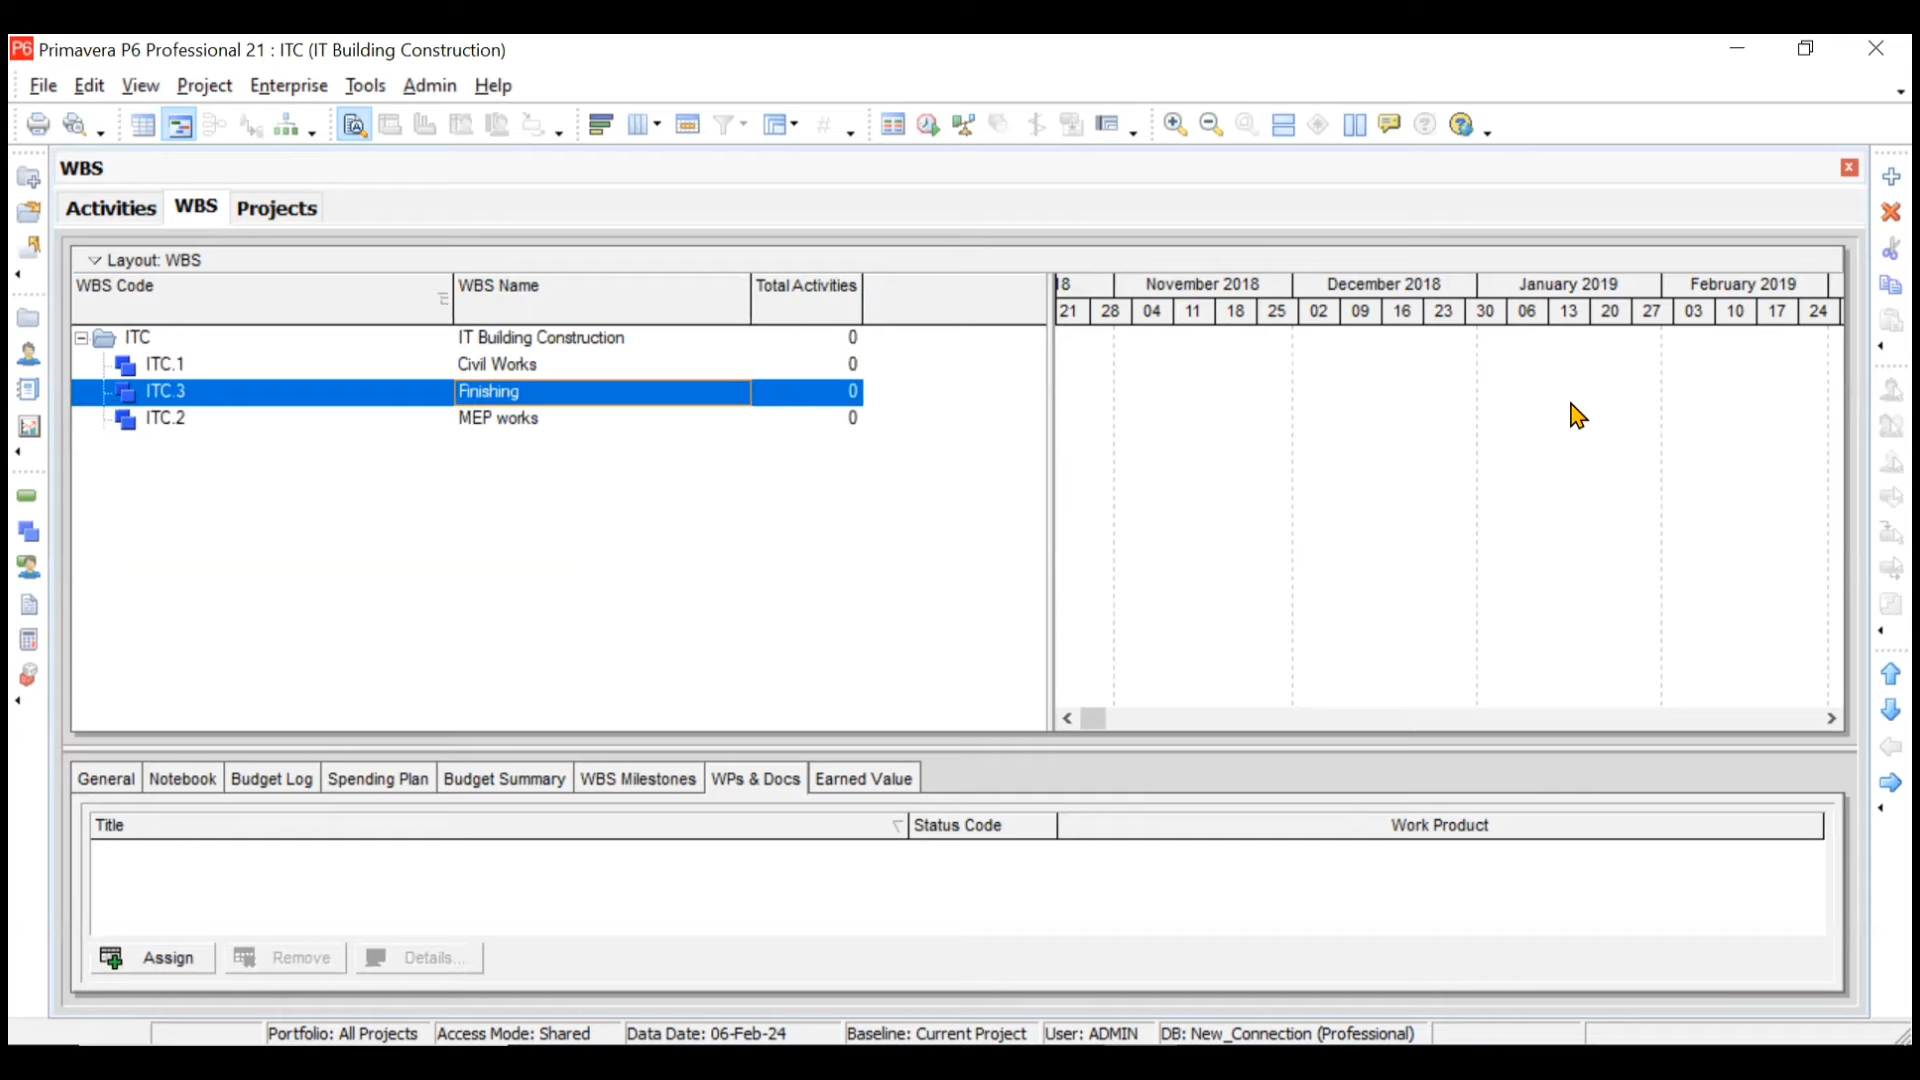 P6 Primavera P6 Professional 21 : ITC (IT Building Construction)
File Edit View Project Enterprise Tools Admin Help
WBS
Activities WBS Projects
Layout: WBS
WBS Code WBS Name Total Activities
18 November 2018 December 2018 January 2019 February 2019
21 28 04 11 18 25 02 09 16 23 30 06 13 20 27 03 10 17 24
ITC IT Building Construction 0
ITC.1 Civil Works 0
ITC.3 Finishing 0
ITC.2 MEP works 0
General Notebook Budget Log Spending Plan Budget Summary WBS Milestones WPs & Docs Earned Value
Title Status Code Work Product
Assign Remove Details...
Portfolio: All Projects Access Mode: Shared Data Date: 06-Feb-24 Baseline: Current Project User: ADMIN DB: New_Connection (Professional)